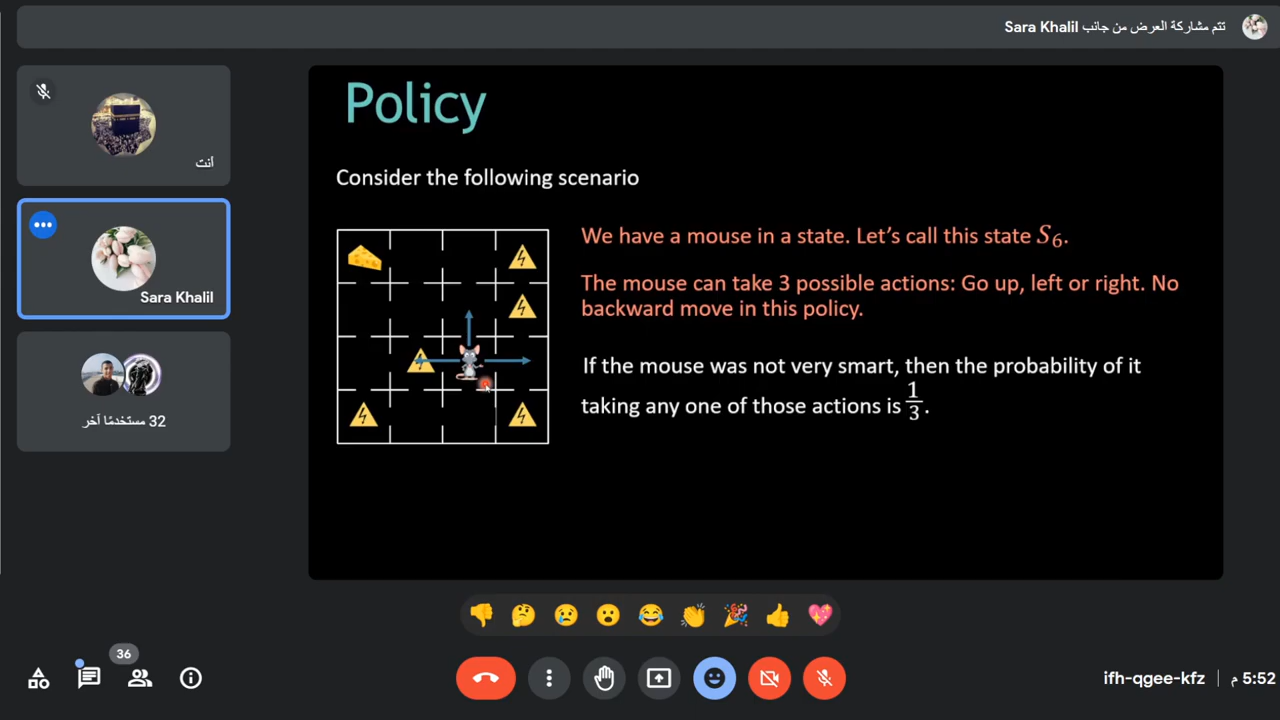 تتم مشاركة العرض من جانب Sara Khalil
أنت
Sara Khalil
32 مستخدمًا آخر
Policy
Consider the following scenario
We have a mouse in a state. Let's call this state S₆.
The mouse can take 3 possible actions: Go up, left or right. No
backward move in this policy.
If the mouse was not very smart, then the probability of it
taking any one of those actions is 1/3.
36
ifh-qgee-kfz
5:52 م